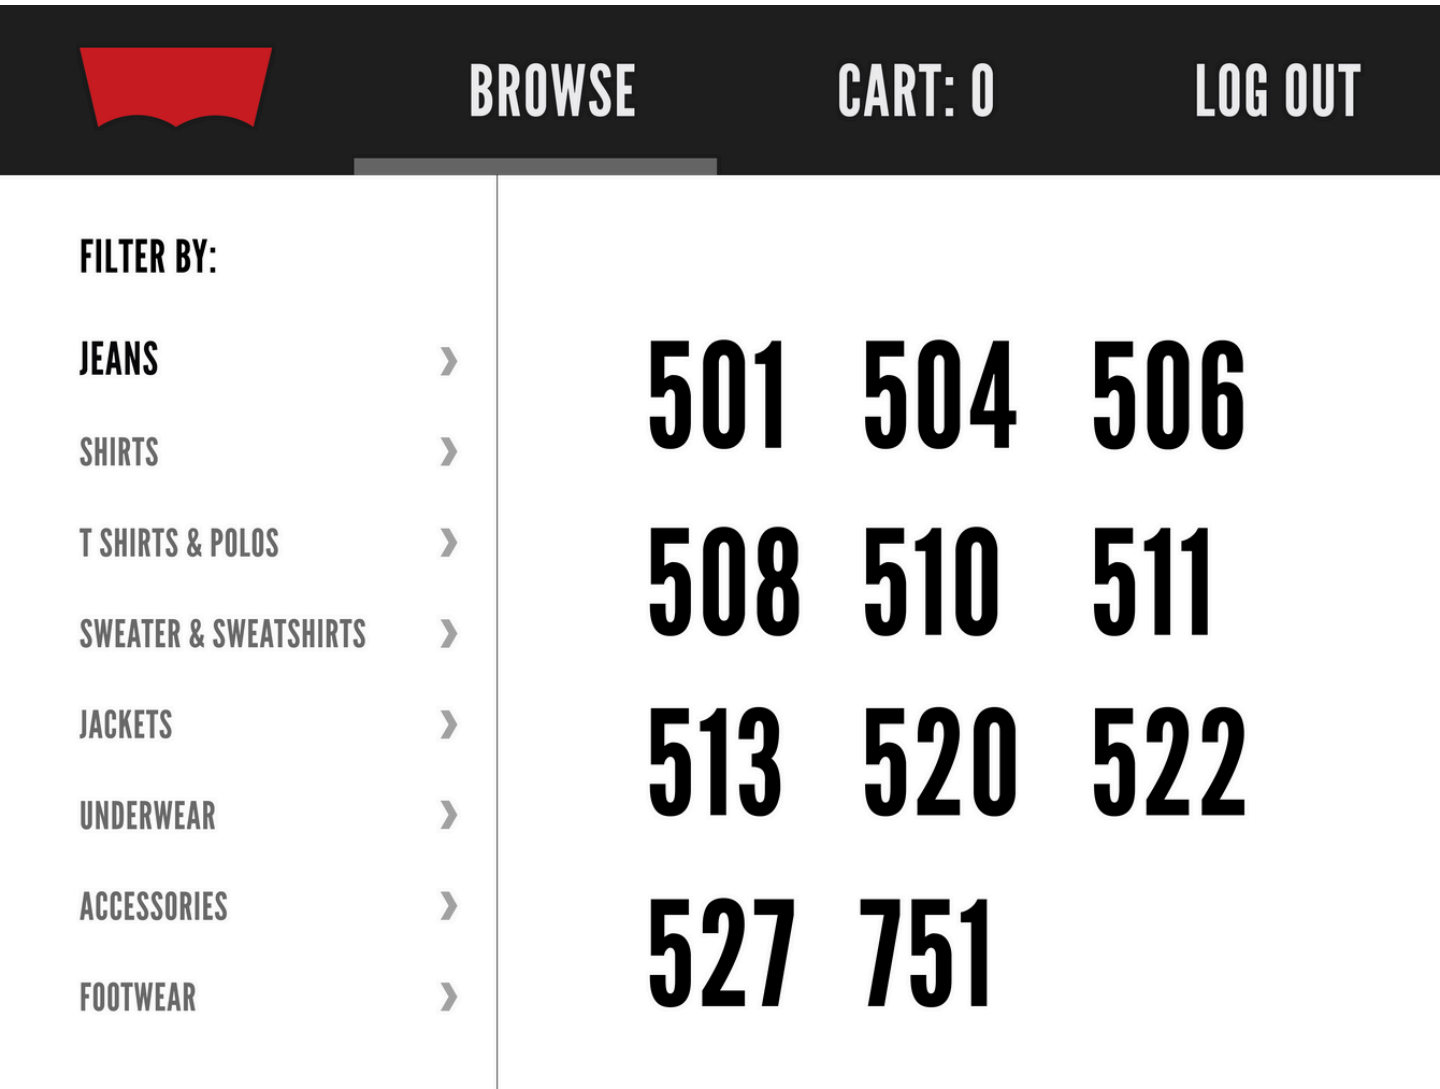 BROWSE CART: 0 LOG OUT
FILTER BY:
JEANS
SHIRTS
T SHIRTS & POLOS
SWEATER & SWEATSHIRTS
JACKETS
UNDERWEAR
ACCESSORIES
FOOTWEAR
501 504 506
508 510 511
513 520 522
527 751